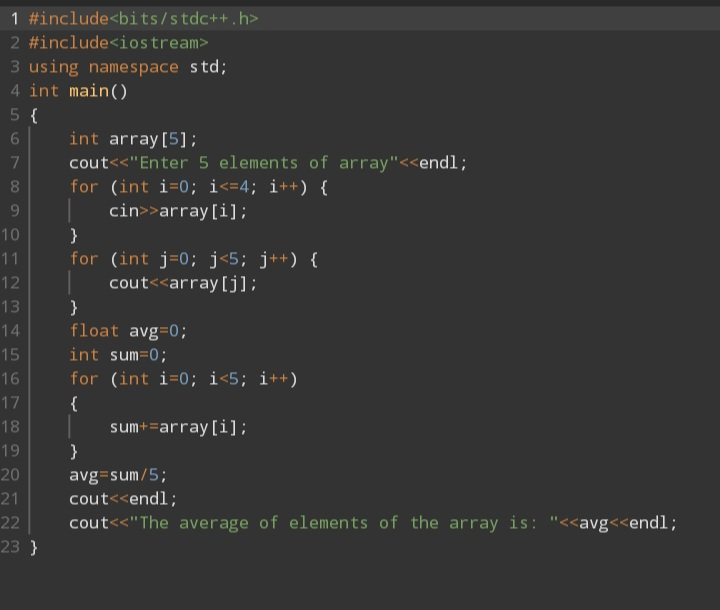 1 #include<bits/stdc++.h>
2 #include<iostream>
3 using namespace std;
4 int main()
5 {
6     int array[5];
7     cout<<"Enter 5 elements of array"<<endl;
8     for (int i=0; i<=4; i++) {
9         cin>>array[i];
10     }
11     for (int j=0; j<5; j++) {
12         cout<<array[j];
13     }
14     float avg=0;
15     int sum=0;
16     for (int i=0; i<5; i++)
17     {
18         sum+=array[i];
19     }
20     avg=sum/5;
21     cout<<endl;
22     cout<<"The average of elements of the array is: "<<avg<<endl;
23 }